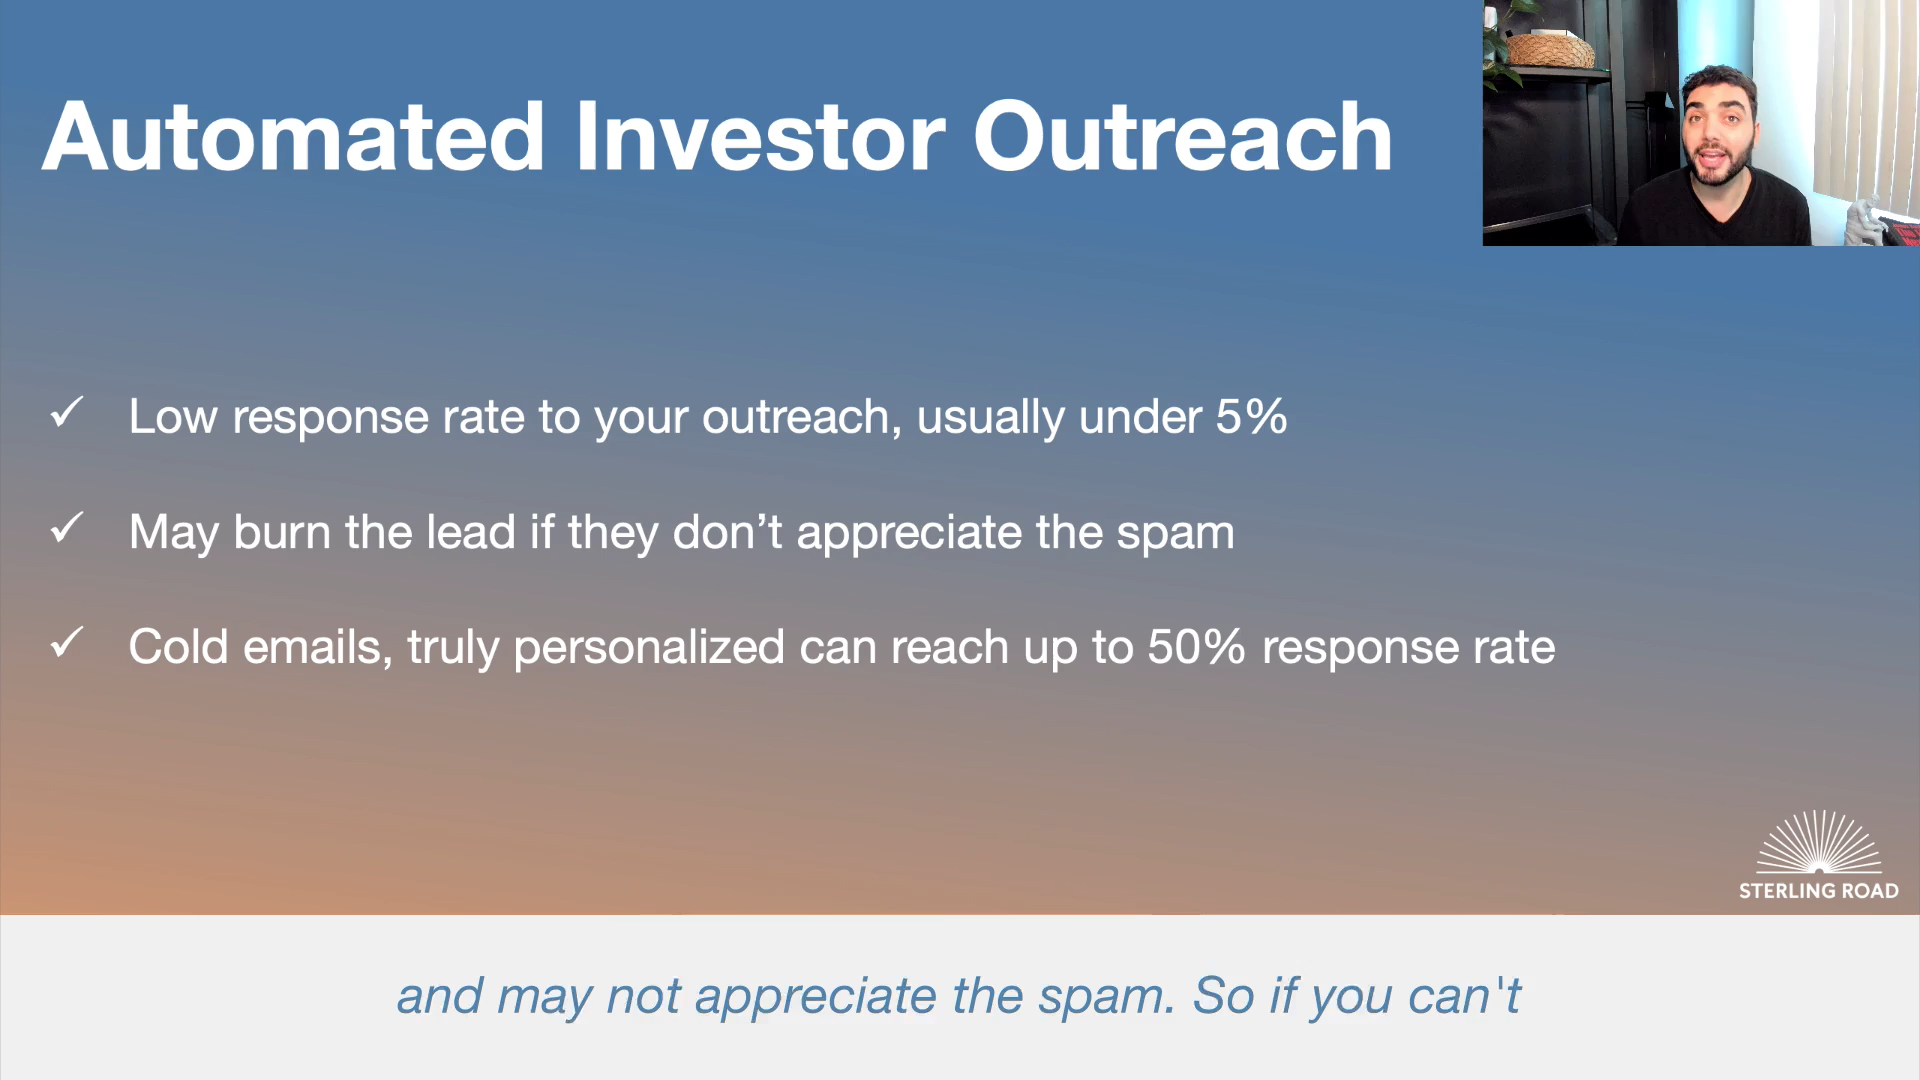 Automated Investor Outreach
✓ Low response rate to your outreach, usually under 5%
✓ May burn the lead if they don’t appreciate the spam
✓ Cold emails, truly personalized can reach up to 50% response rate
STERLING ROAD
and may not appreciate the spam. So if you can't